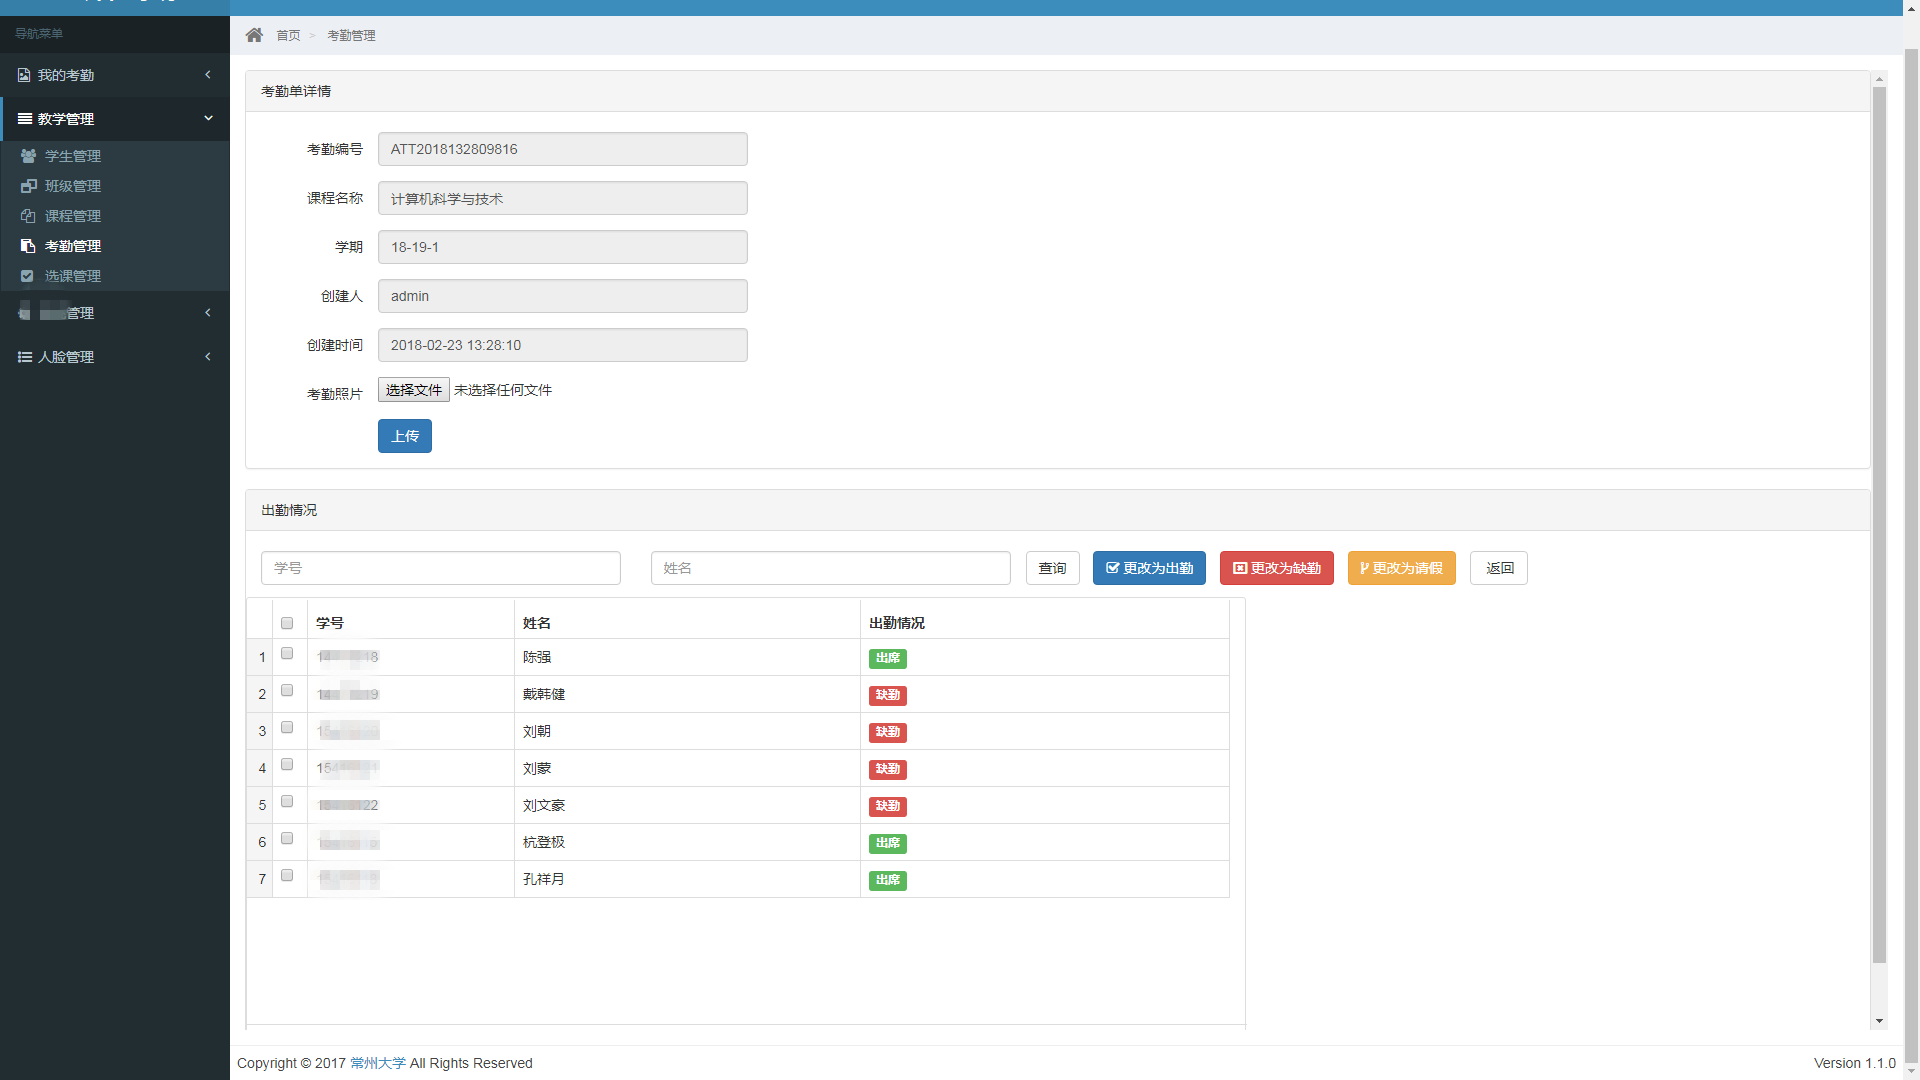 导航菜单
首页 > 考勤管理
我的考勤
教学管理
学生管理
班级管理
课程管理
考勤管理
选课管理
管理
人脸管理
考勤单详情
考勤编号 ATT2018132809816
课程名称 计算机科学与技术
学期 18-19-1
创建人 admin
创建时间 2018-02-23 13:28:10
考勤照片 选择文件 未选择任何文件
上传
出勤情况
学号 姓名 查询 更改为出勤 更改为缺勤 更改为请假 返回
学号 姓名 出勤情况
1 陈强 出席
2 戴韩健 缺勤
3 刘朝 缺勤
4 刘蒙 缺勤
5 刘文豪 缺勤
6 杭登极 出席
7 孔祥月 出席
Copyright © 2017 常州大学 All Rights Reserved
Version 1.1.0